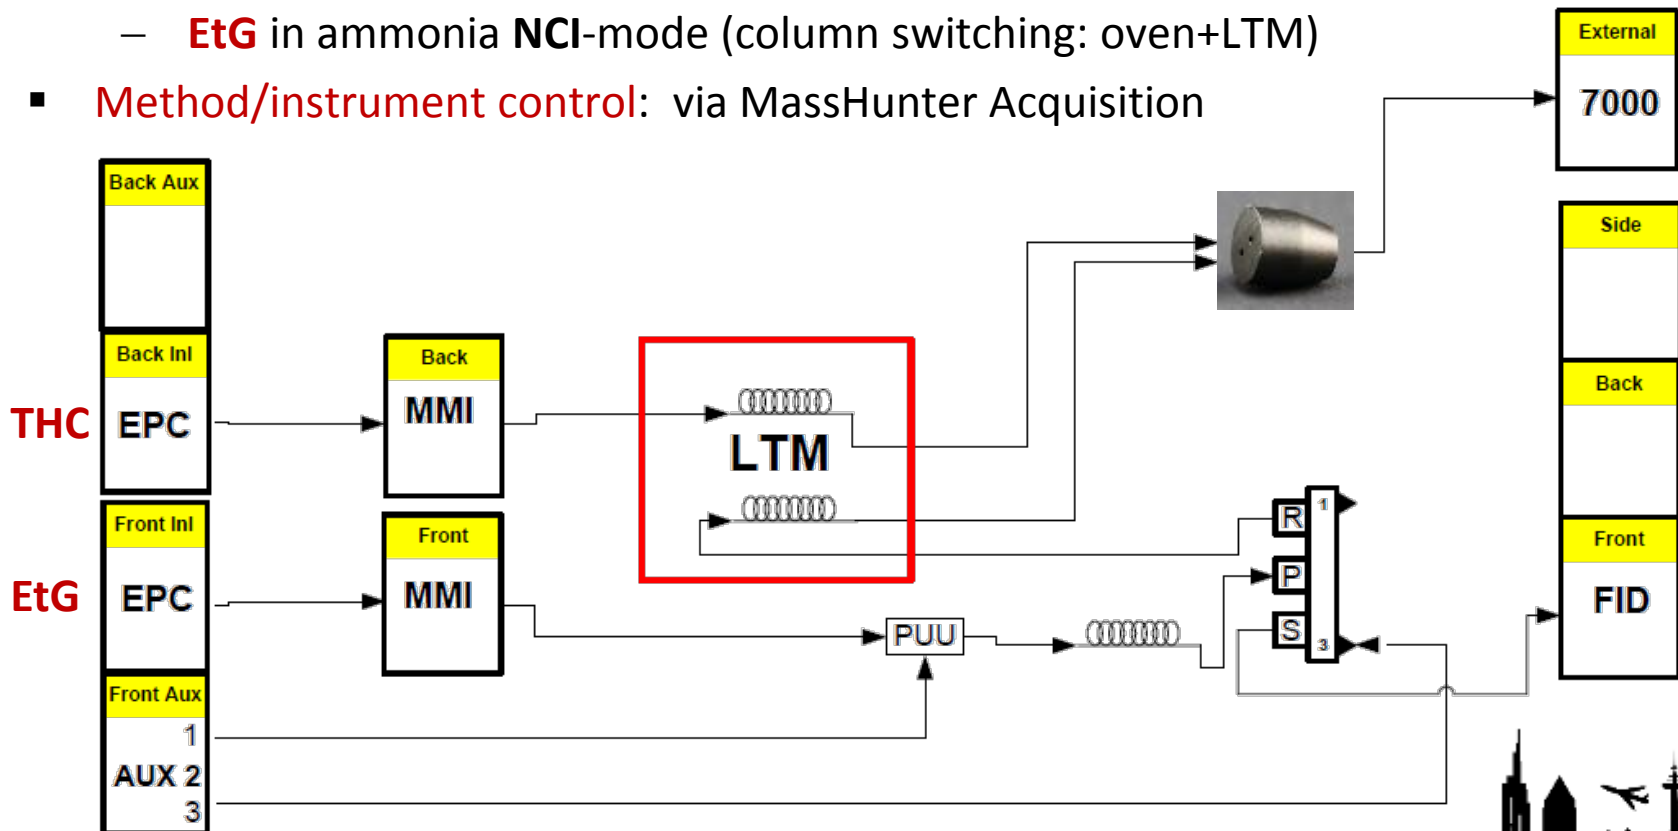 – EtG in ammonia NCI-mode (column switching: oven+LTM)
▪ Method/instrument control: via MassHunter Acquisition
External
7000
Back Aux
Side
Back Inl
EPC
THC
Back
MMI
LTM
Back
Front Inl
EPC
EtG
Front
MMI
PUU
R
P
S
1
3
Front
FID
Front Aux
1
AUX 2
3